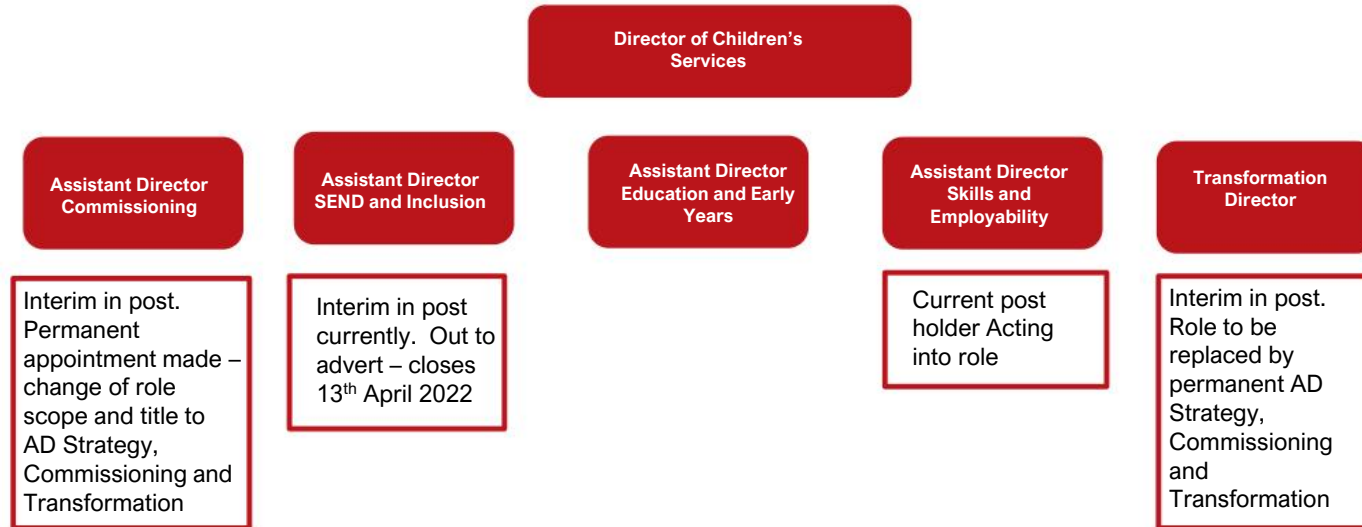 Director of Children's
Services
Assistant Director
Commissioning
Assistant Director
SEND and Inclusion
Assistant Director
Education and Early
Years
Assistant Director
Skills and
Employability
Transformation
Director
Interim in post.
Permanent
appointment made –
change of role
scope and title to
AD Strategy,
Commissioning and
Transformation
Interim in post
currently.  Out to
advert – closes
13th April 2022
Current post
holder Acting
into role
Interim in post.
Role to be
replaced by
permanent AD
Strategy,
Commissioning
and
Transformation